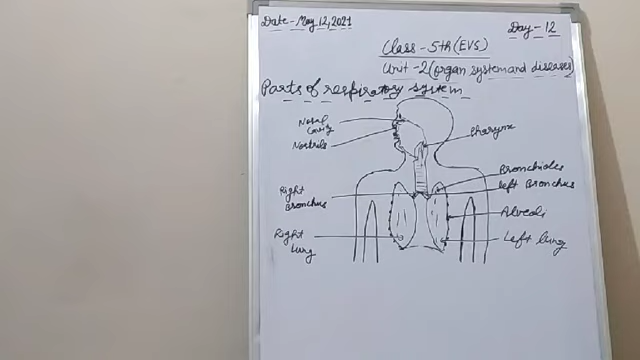 Date - May 12, 2021
Day - 12
Class - 5th (EVS)
Unit - 2 (organ system and diseases)
Parts of respiratory system
Nasal cavity
Nostrils
Pharynx
Bronchioles
left Bronchus
Right Bronchus
Alveoli
Right Lung
Left lung